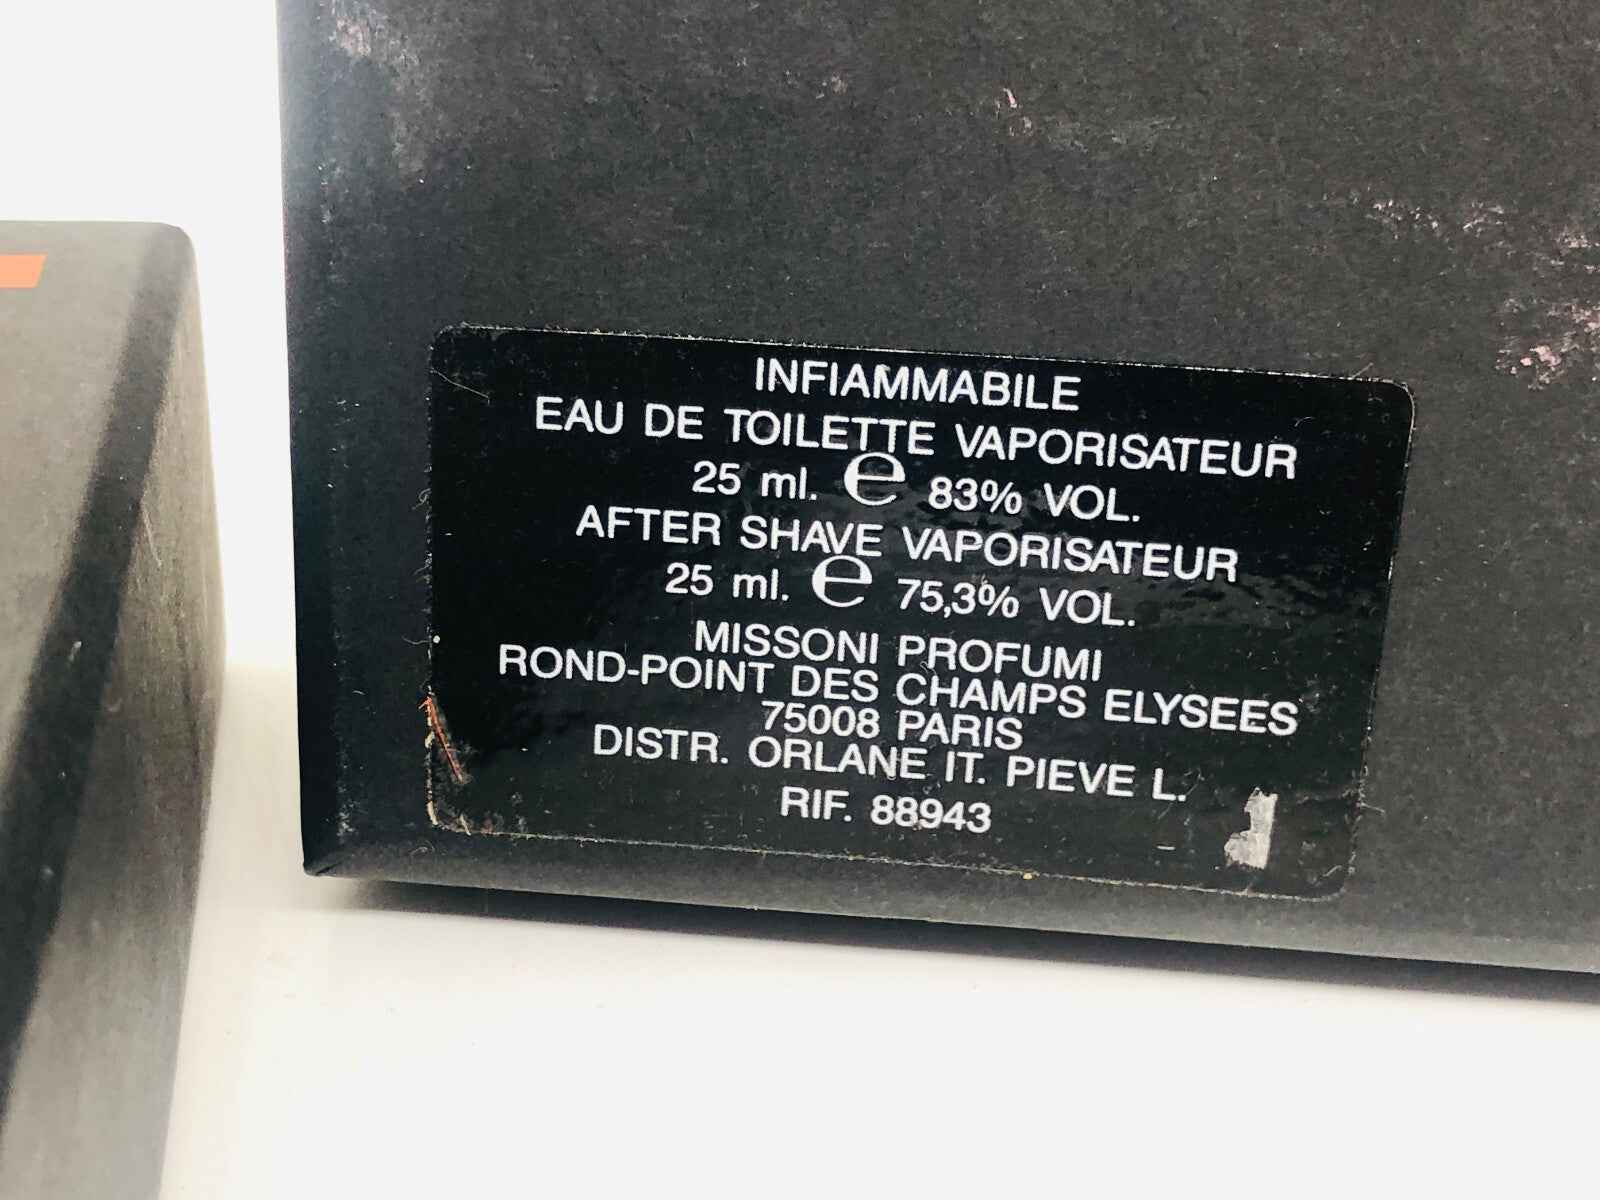 INFIAMMABILE
EAU DE TOILETTE VAPORISATEUR
25 ml. ℮ 83% VOL.
AFTER SHAVE VAPORISATEUR
25 ml. ℮ 75,3% VOL.
MISSONI PROFUMI
ROND-POINT DES CHAMPS ELYSEES
75008 PARIS
DISTR. ORLANE IT. PIEVE L.
RIF. 88943